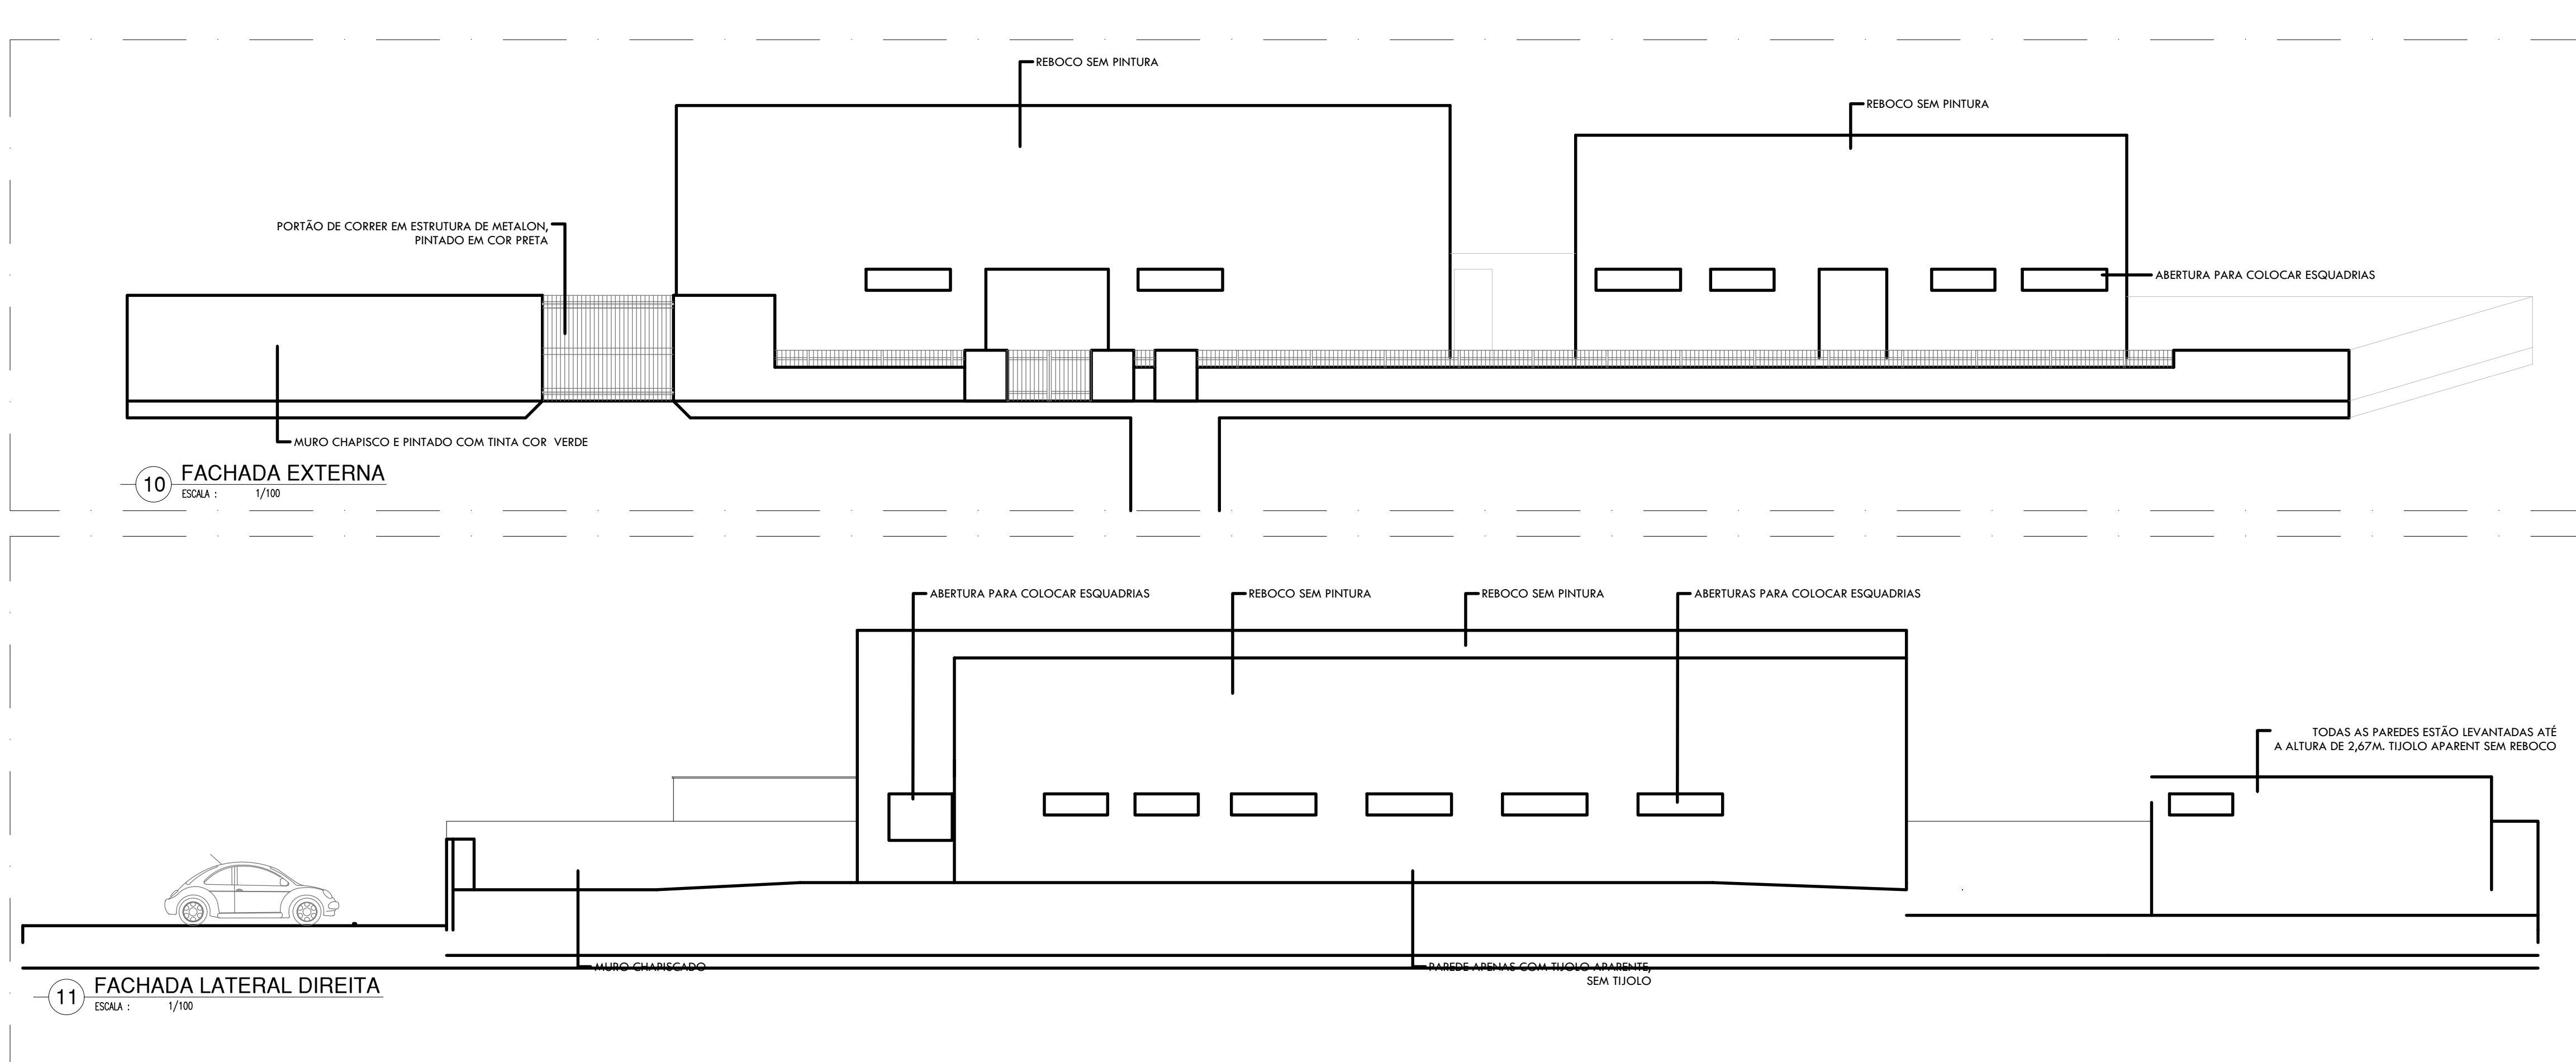 REBOCO SEM PINTURA
REBOCO SEM PINTURA
PORTÃO DE CORRER EM ESTRUTURA DE METALON,
PINTADO EM COR PRETA
ABERTURA PARA COLOCAR ESQUADRIAS
MURO CHAPISCO E PINTADO COM TINTA COR VERDE
10 FACHADA EXTERNA
ESCALA : 1/100
ABERTURA PARA COLOCAR ESQUADRIAS
REBOCO SEM PINTURA
REBOCO SEM PINTURA
ABERTURAS PARA COLOCAR ESQUADRIAS
TODAS AS PAREDES ESTÃO LEVANTADAS ATÉ
A ALTURA DE 2,67M. TIJOLO APARENT SEM REBOCO
MURO CHAPISCADO
PAREDE APENAS COM TIJOLO APARENTE,
SEM TIJOLO
11 FACHADA LATERAL DIREITA
ESCALA : 1/100